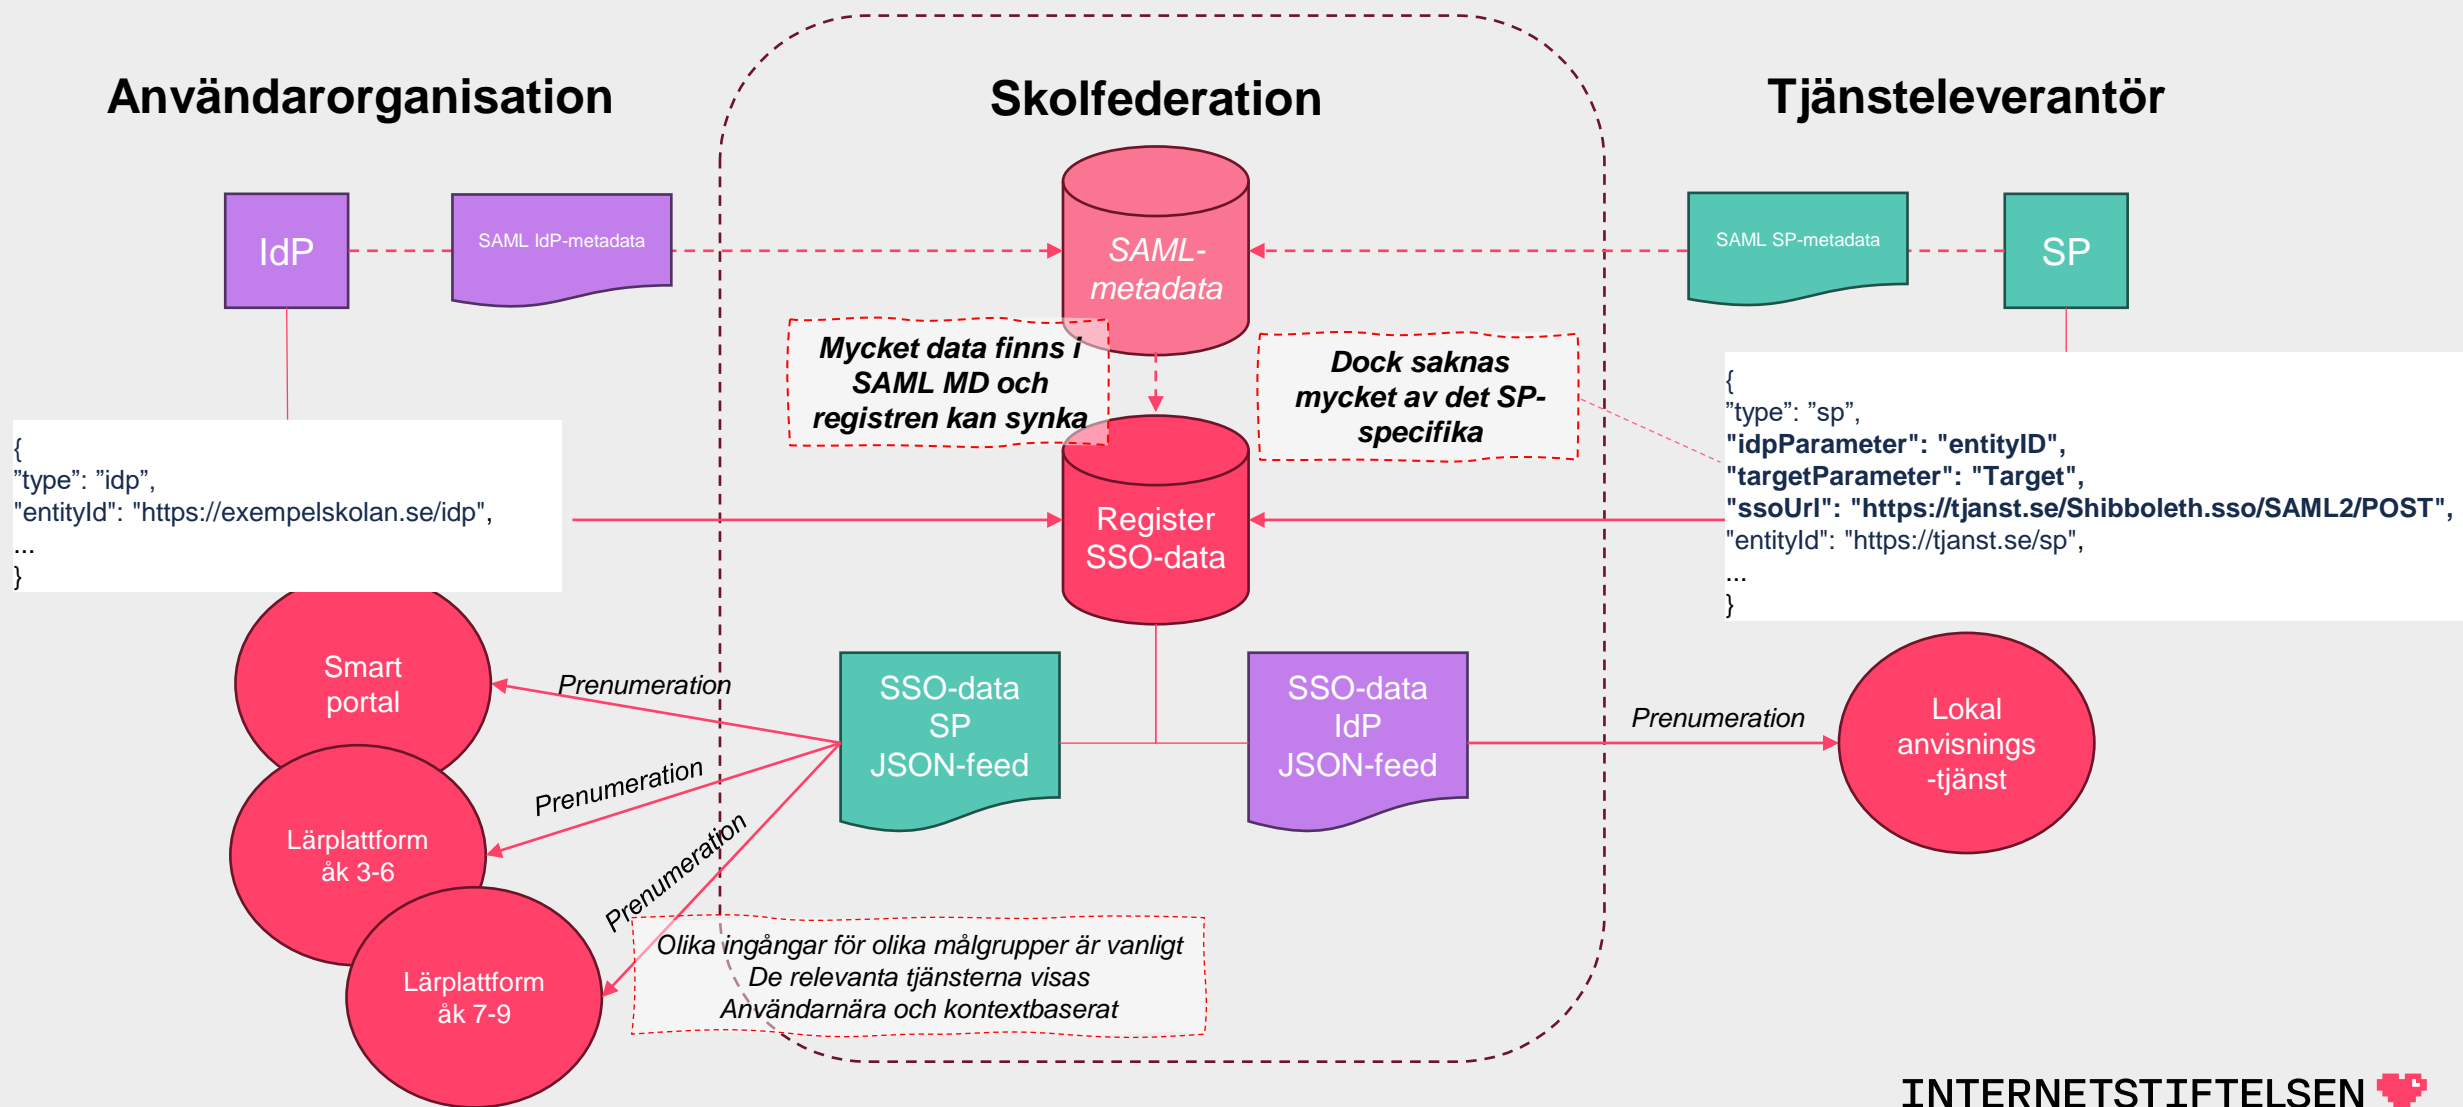 Användarorganisation
Skolfederation
Tjänsteleverantör
IdP
SAML IdP-metadata
SAML-
metadata
SAML SP-metadata
SP
Mycket data finns i
SAML MD och
registren kan synka
Dock saknas
mycket av det SP-
specifika
{
”type”: ”idp”,
"entityId": "https://exempelskolan.se/idp",
...
}
Register
SSO-data
{
”type”: ”sp”,
"idpParameter": "entityID",
"targetParameter": "Target",
"ssoUrl": "https://tjanst.se/Shibboleth.sso/SAML2/POST",
"entityId": "https://tjanst.se/sp",
...
}
Smart
portal
Prenumeration
SSO-data
SP
JSON-feed
SSO-data
IdP
JSON-feed
Prenumeration
Lokal
anvisnings
-tjänst
Prenumeration
Lärplattform
åk 3-6
Prenumeration
Lärplattform
åk 7-9
Olika ingångar för olika målgrupper är vanligt
De relevanta tjänsterna visas
Användarnära och kontextbaserat
INTERNETSTIFTELSEN